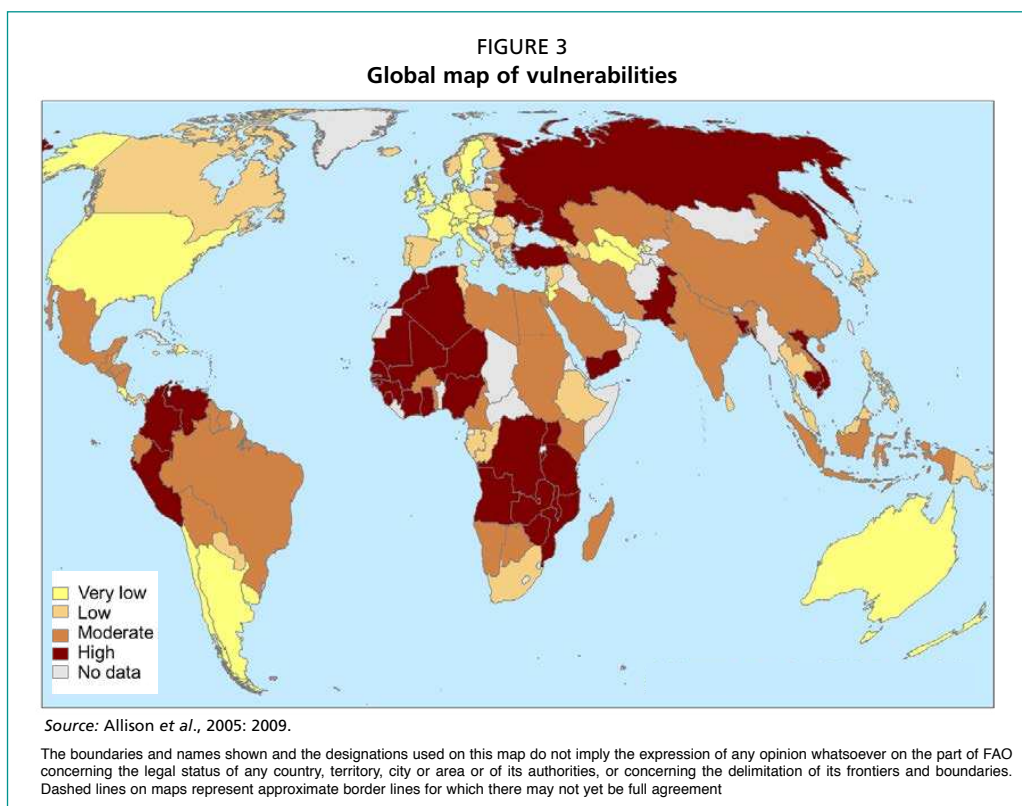 FIGURE 3
Global map of vulnerabilities
Very low
Low
Moderate
High
No data
Source: Allison et al., 2005: 2009.
The boundaries and names shown and the designations used on this map do not imply the expression of any opinion whatsoever on the part of FAO
concerning the legal status of any country, territory, city or area or of its authorities, or concerning the delimitation of its frontiers and boundaries.
Dashed lines on maps represent approximate border lines for which there may not yet be full agreement